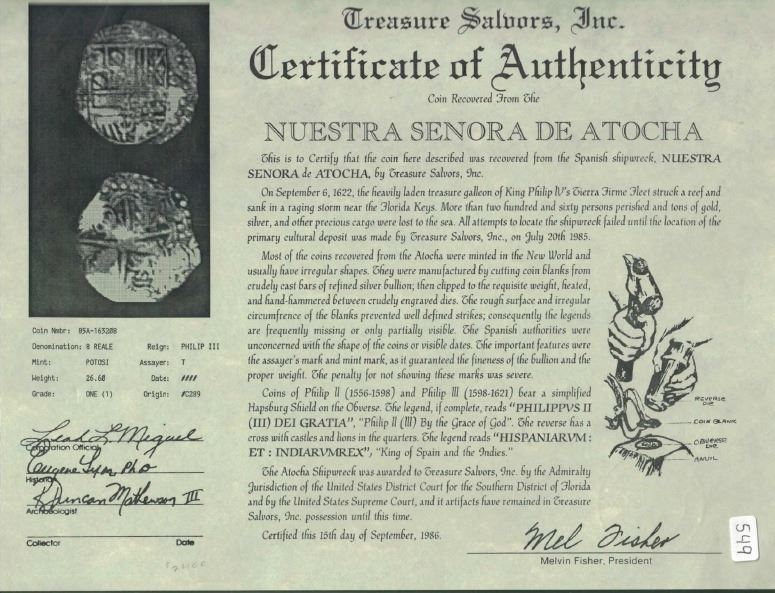 Treasure Salvors, Inc.
Certificate of Authenticity
Coin Recovered From The
NUESTRA SENORA DE ATOCHA
This is to Certify that the coin here described was recovered from the Spanish shipwreck, NUESTRA
SENORA de ATOCHA, by Treasure Salvors, Inc.
On September 6, 1622, the heavily laden treasure galleon of King Philip IV's Tierra Firme Fleet struck a reef and
sank in a raging storm near the Florida Keys. More than two hundred and sixty persons perished and tons of gold,
silver, and other precious cargo were lost to the sea. All attempts to locate the shipwreck failed until the location of the
primary cultural deposit was made by Treasure Salvors, Inc., on July 20th 1985.
Most of the coins recovered from the Atocha were minted in the New World and
usually have irregular shapes. They were manufactured by cutting coin blanks from
crudely cast bars of refined silver bullion; then clipped to the requisite weight, heated,
and hand-hammered between crudely engraved dies. The rough surface and irregular
circumfrence of the blanks prevented well defined strikes; consequently the legends
are frequently missing or only partially visible. The Spanish authorities were
unconcerned with the shape of the coins or visible dates. The important features were
the assayer's mark and mint mark, as it guaranteed the fineness of the bullion and the
proper weight. The penalty for not showing these marks was severe.
Coins of Philip II (1556-1598) and Philip III (1598-1621) bear a simplified
Hapsburg Shield on the Obverse. The legend, if complete, reads "PHILIPPVS II
(III) DEI GRATIA", "Philip II (III) By the Grace of God". The reverse has a
cross with castles and lions in the quarters. The legend reads "HISPANIARVM :
ET : INDIARVMREX", "King of Spain and the Indies."
The Atocha Shipwreck was awarded to Treasure Salvors, Inc. by the Admiralty
Jurisdiction of the United States District Court for the Southern District of Florida
and by the United States Supreme Court, and it artifacts have remained in Treasure
Salvors, Inc. possession until this time.
Certified this 15th day of September, 1986.
Mel Fisher
Melvin Fisher, President
REVERSE
DIE
COIN BLANK
OBVERSE
DIE
ANVIL
Coin Nmbr: 85A-163288
Denomination: 8 REALE Reign: PHILIP III
Mint: POTOSI Assayer: T
Weight: 26.60 Date: ####
Grade: ONE (1) Origin: #C289
Leah L Miguel
Corporation Official
Eugene Lyon PhD
Historian
R Duncan Mathewson III
Archaeologist
Collector Date
549